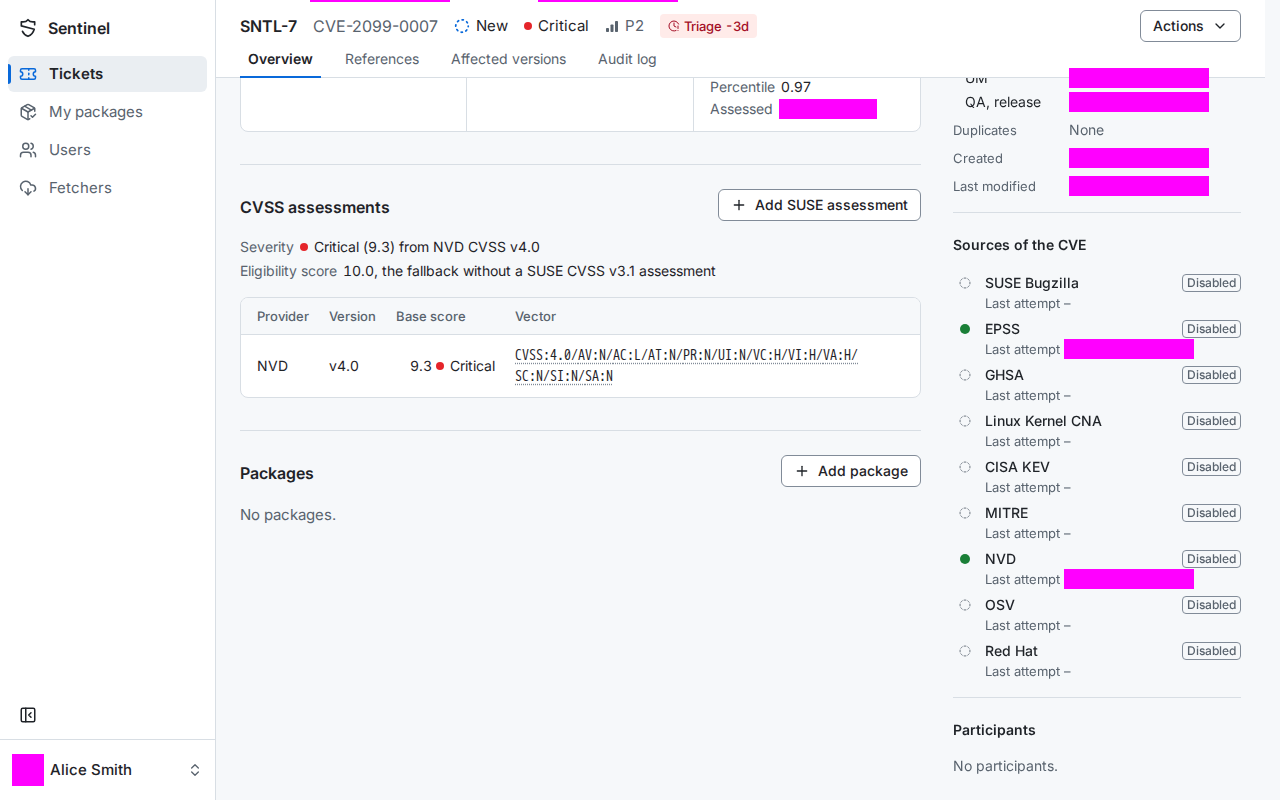 Sentinel
Tickets
My packages
Users
Fetchers
Alice Smith
SNTL-7 CVE-2099-0007 New Critical P2 Triage -3d
Actions
Overview References Affected versions Audit log
Percentile 0.97
Assessed
CVSS assessments
Add SUSE assessment
Severity Critical (9.3) from NVD CVSS v4.0
Eligibility score 10.0, the fallback without a SUSE CVSS v3.1 assessment
Provider Version Base score Vector
NVD v4.0 9.3 Critical CVSS:4.0/AV:N/AC:L/AT:N/PR:N/UI:N/VC:H/VI:H/VA:H/
SC:N/SI:N/SA:N
Packages
Add package
No packages.
QA, release
Duplicates None
Created
Last modified
Sources of the CVE
SUSE Bugzilla Disabled
Last attempt –
EPSS Disabled
Last attempt
GHSA Disabled
Last attempt –
Linux Kernel CNA Disabled
Last attempt –
CISA KEV Disabled
Last attempt –
MITRE Disabled
Last attempt –
NVD Disabled
Last attempt
OSV Disabled
Last attempt –
Red Hat Disabled
Last attempt –
Participants
No participants.